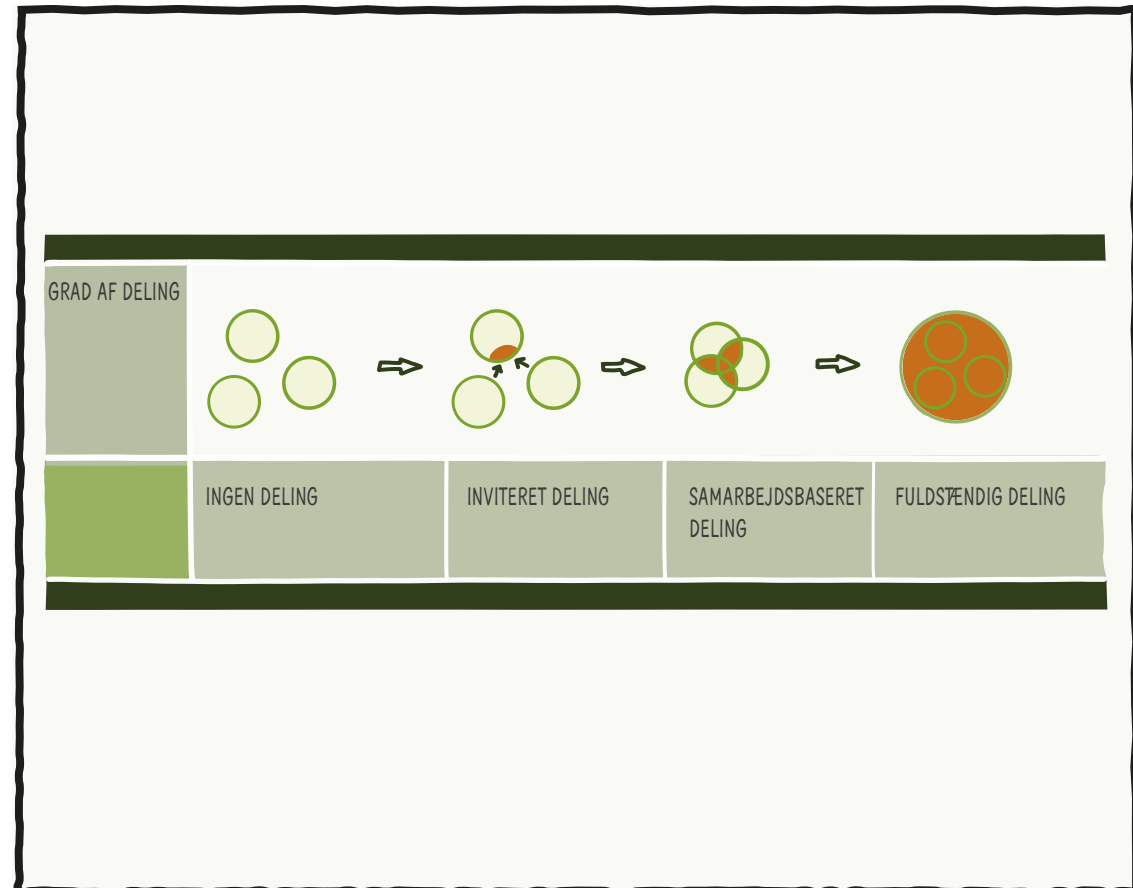 GRAD AF DELING
INGEN DELING
INVITERET DELING
SAMARBEJDSBASERET
DELING
FULDSTÆNDIG DELING